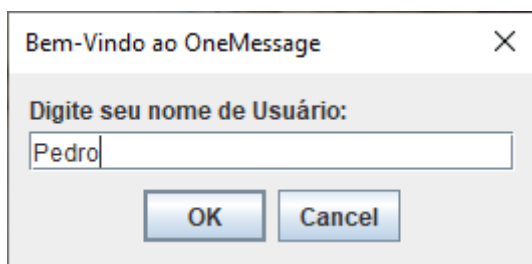 Bem-Vindo ao OneMessage
Digite seu nome de Usuário:
Pedro
OK Cancel